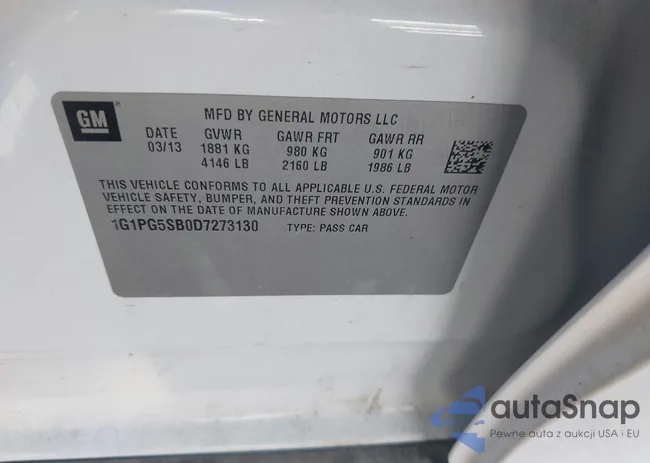 GM
MFD BY GENERAL MOTORS LLC
DATE GVWR GAWR FRT GAWR RR
03/13 1881 KG 980 KG 901 KG
4146 LB 2160 LB 1986 LB
THIS VEHICLE CONFORMS TO ALL APPLICABLE U.S. FEDERAL MOTOR
VEHICLE SAFETY, BUMPER, AND THEFT PREVENTION STANDARDS IN
EFFECT ON THE DATE OF MANUFACTURE SHOWN ABOVE.
1G1PG5SB0D7273130 TYPE: PASS CAR
autoSnap
Pewne auta z aukcji USA i EU